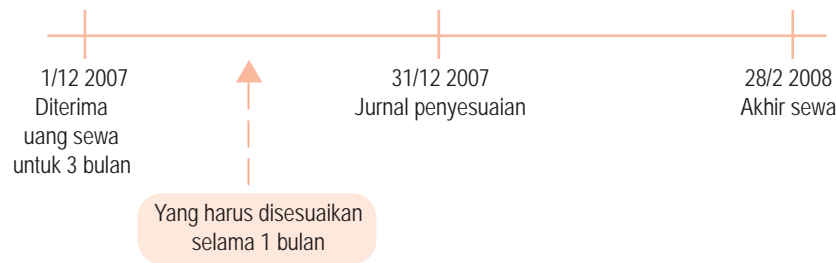 1/12 2007
Diterima
uang sewa
untuk 3 bulan
31/12 2007
Jurnal penyesuaian
28/2 2008
Akhir sewa
Yang harus disesuaikan
selama 1 bulan